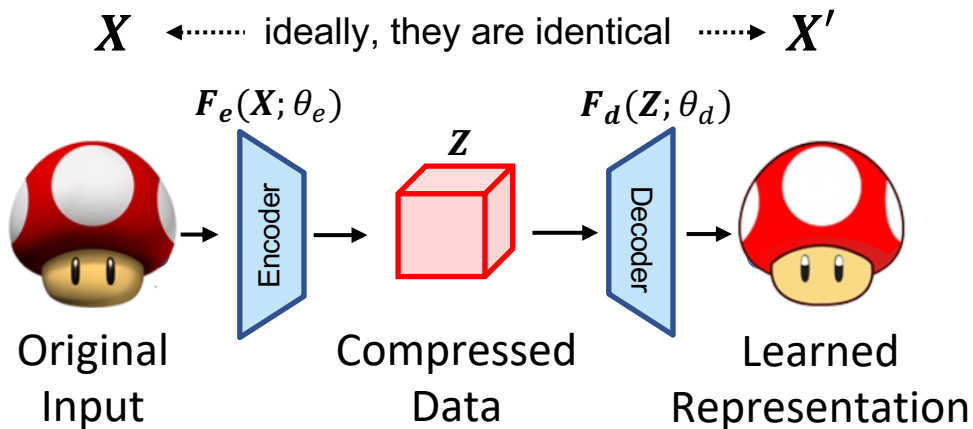 X ideally, they are identical X′
F_e(X; θ_e) F_d(Z; θ_d)
Z
Encoder
Decoder
Original Input
Compressed Data
Learned Representation